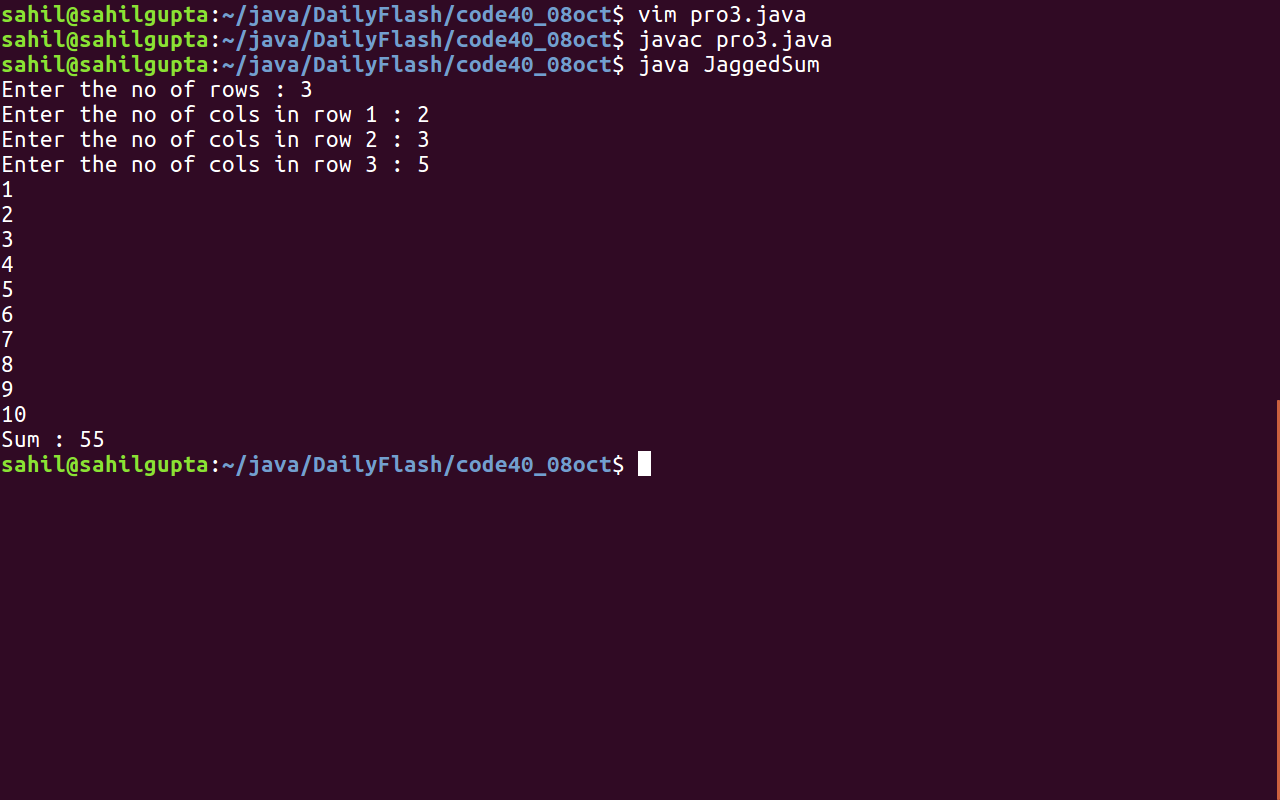 sahil@sahilgupta:~/java/DailyFlash/code40_08oct$ vim pro3.java
sahil@sahilgupta:~/java/DailyFlash/code40_08oct$ javac pro3.java
sahil@sahilgupta:~/java/DailyFlash/code40_08oct$ java JaggedSum
Enter the no of rows : 3
Enter the no of cols in row 1 : 2
Enter the no of cols in row 2 : 3
Enter the no of cols in row 3 : 5
1
2
3
4
5
6
7
8
9
10
Sum : 55
sahil@sahilgupta:~/java/DailyFlash/code40_08oct$